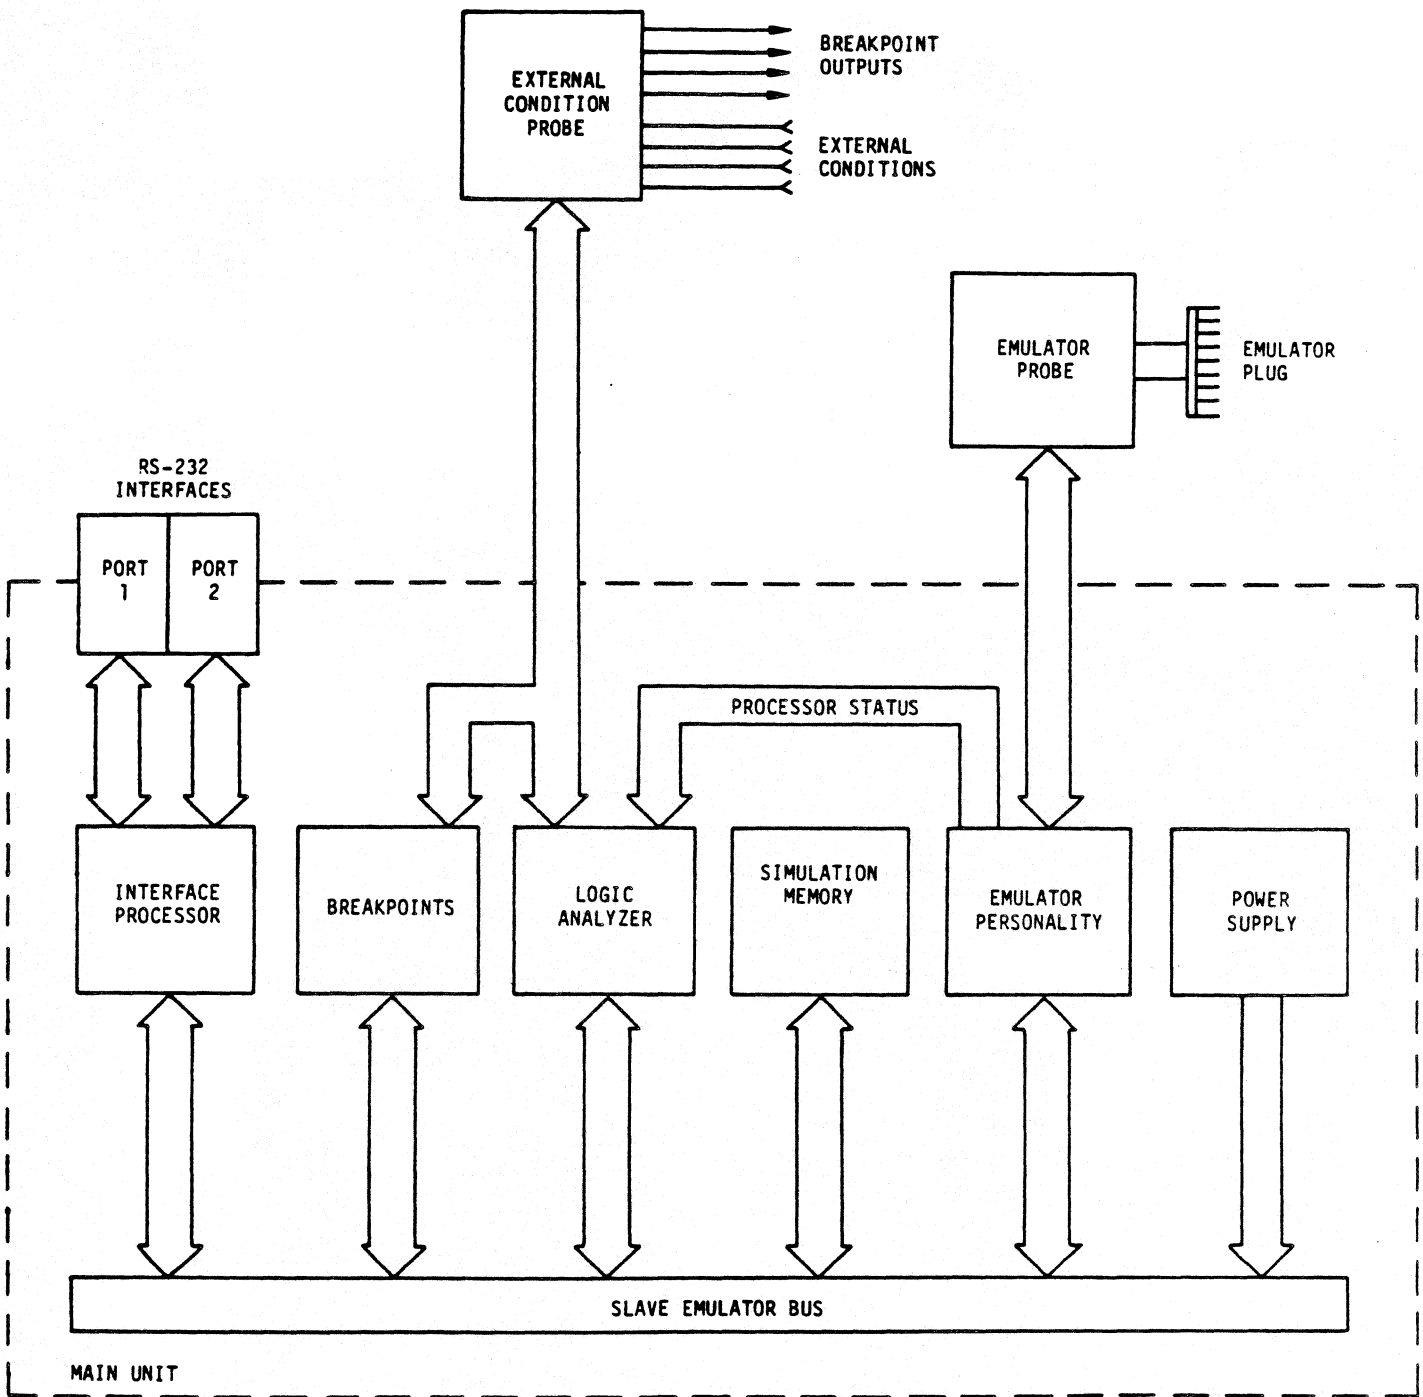 EXTERNAL
CONDITION
PROBE
BREAKPOINT
OUTPUTS
EXTERNAL
CONDITIONS
EMULATOR
PROBE
EMULATOR
PLUG
RS-232
INTERFACES
PORT
1
PORT
2
PROCESSOR STATUS
INTERFACE
PROCESSOR
BREAKPOINTS
LOGIC
ANALYZER
SIMULATION
MEMORY
EMULATOR
PERSONALITY
POWER
SUPPLY
SLAVE EMULATOR BUS
MAIN UNIT